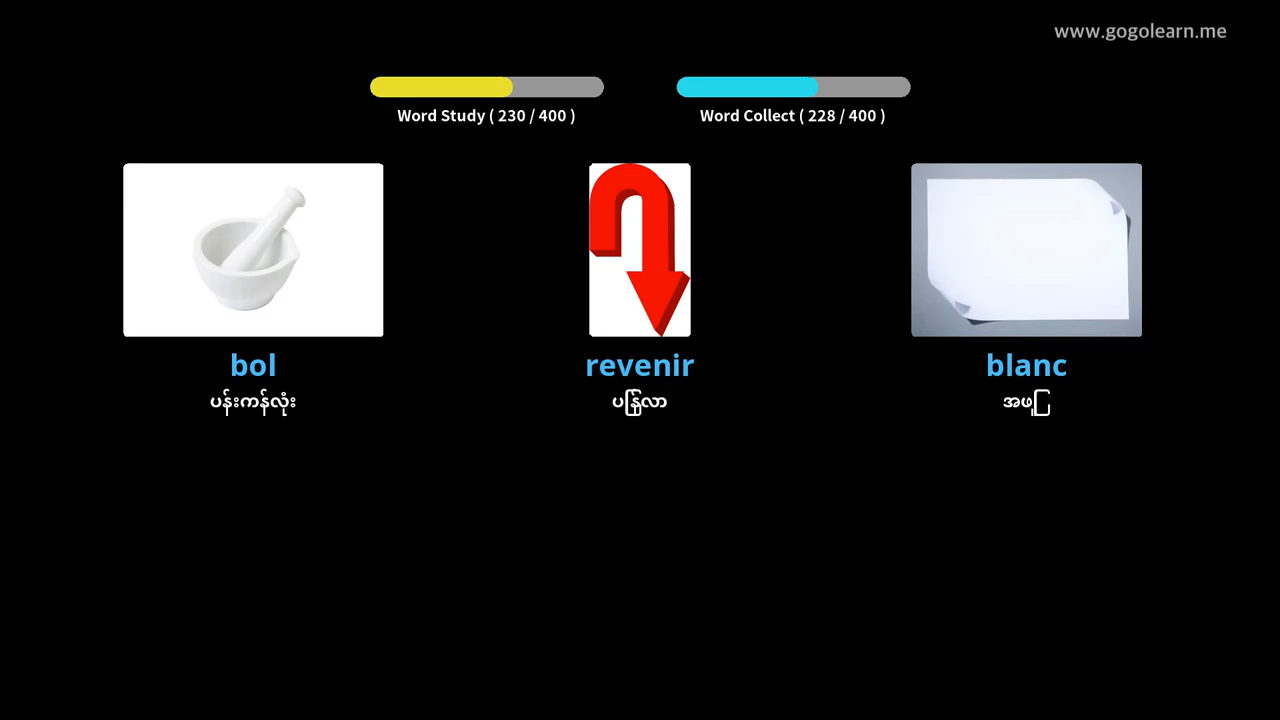 www.gogolearn.me
Word Study ( 230 / 400 )
Word Collect ( 228 / 400 )
bol
revenir
blanc
ပန်းကန်လုံး
ပြန်လာ
အဖြူ